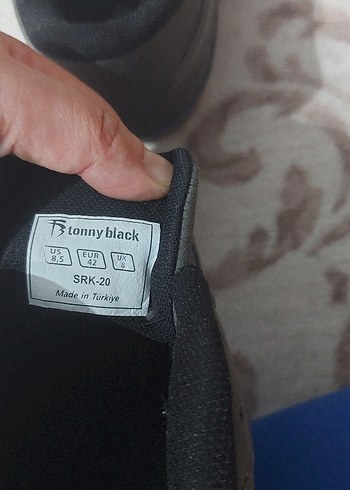 tonny black
US EUR UK
8,5 42 8
SRK-20
Made in Türkiye